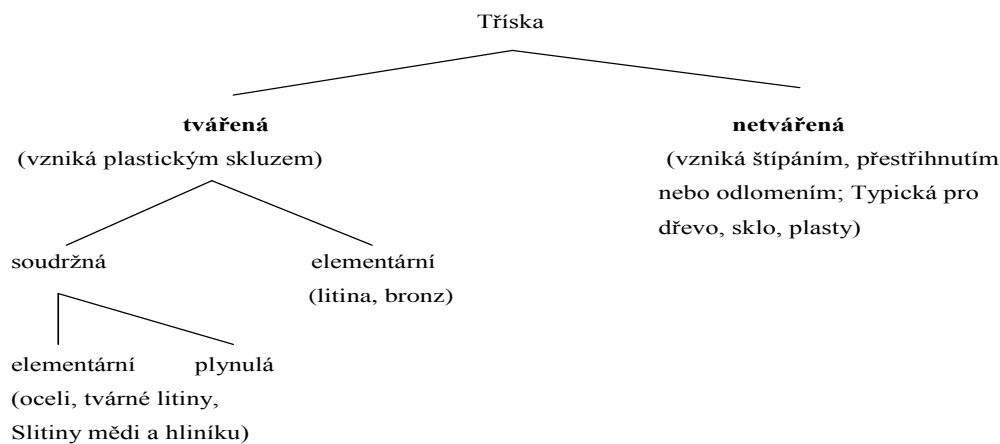 Tříska
tvářená
(vzniká plastickým skluzem)
netvářená
(vzniká štípáním, přestřihnutím
nebo odlomením; Typická pro
dřevo, sklo, plasty)
soudržná
elementární
(litina, bronz)
elementární
plynulá
(oceli, tvárné litiny,
Slitiny mědi a hliníku)